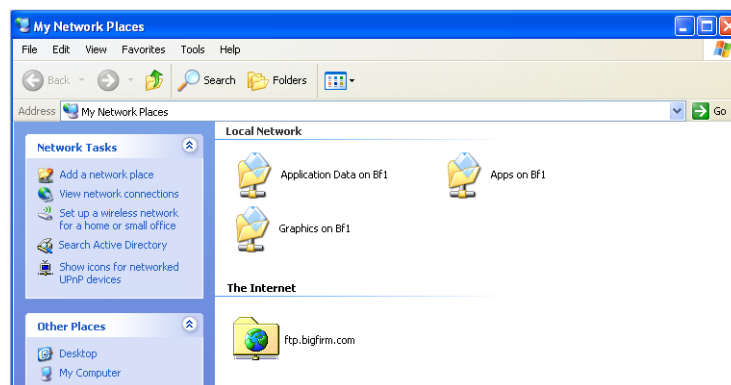 My Network Places
File Edit View Favorites Tools Help
Back Search Folders
Address My Network Places Go
Network Tasks
Add a network place
View network connections
Set up a wireless network
for a home or small office
Search Active Directory
Show icons for networked
UPnP devices
Other Places
Desktop
My Computer
Local Network
Application Data on Bf1 Apps on Bf1
Graphics on Bf1
The Internet
ftp.bigfirm.com